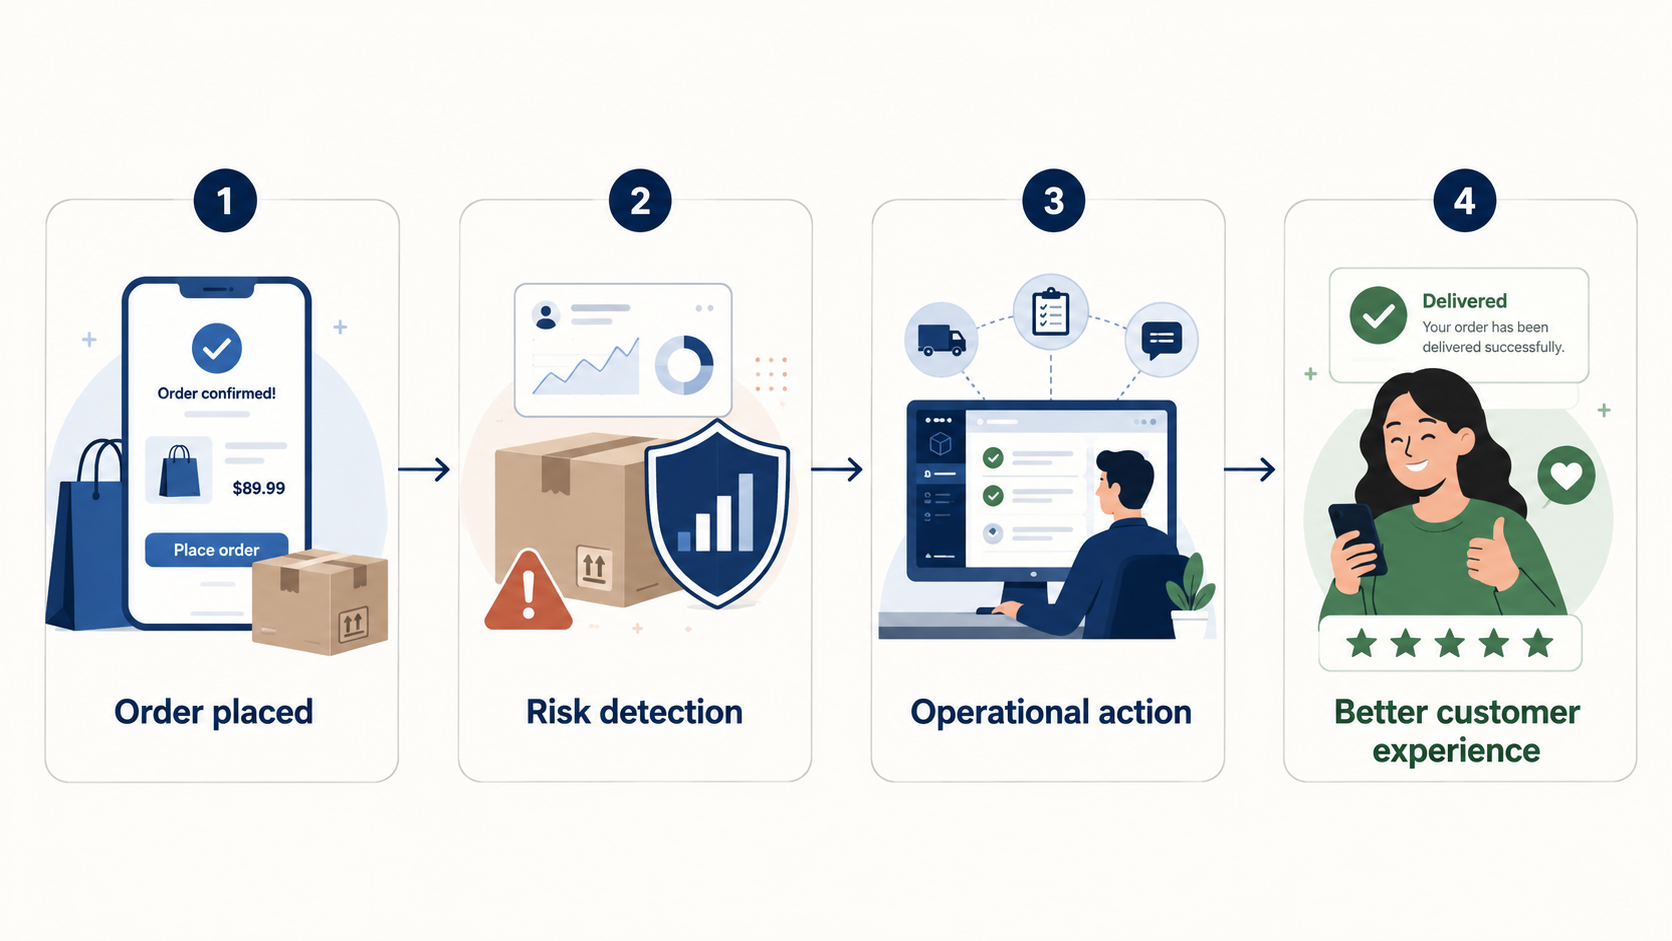 1
Order confirmed!
$89.99
Place order
Order placed
2
Risk detection
3
Operational action
4
Delivered
Your order has been
delivered successfully.
Better customer
experience